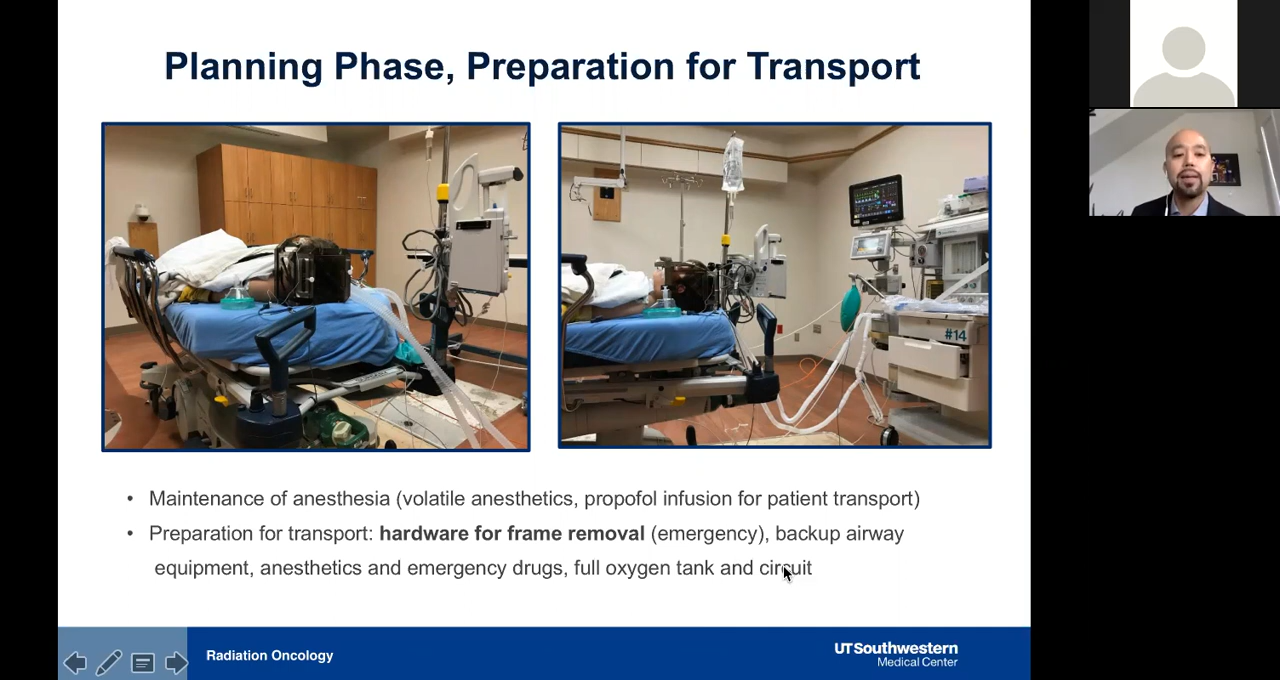 Planning Phase, Preparation for Transport
#14
• Maintenance of anesthesia (volatile anesthetics, propofol infusion for patient transport)
• Preparation for transport: hardware for frame removal (emergency), backup airway
equipment, anesthetics and emergency drugs, full oxygen tank and circuit
Radiation Oncology
UTSouthwestern
Medical Center